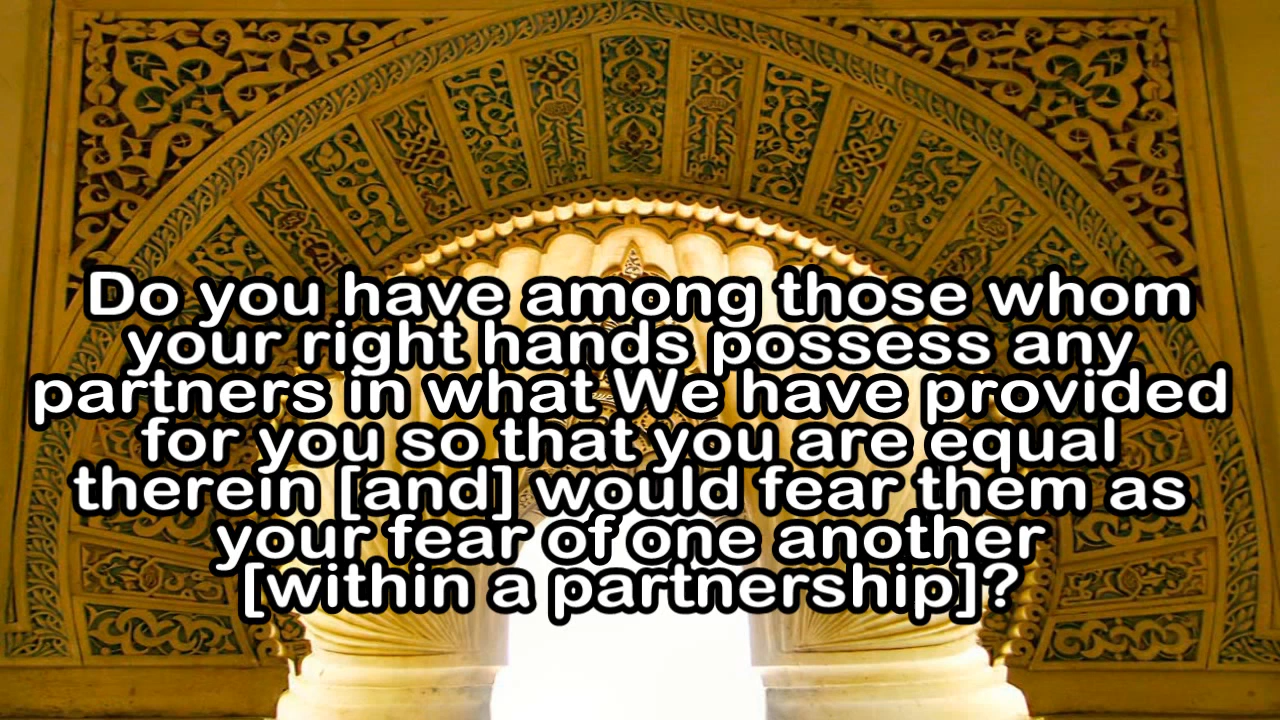 Do you have among those whom
your right hands possess any
partners in what We have provided
for you so that you are equal
therein [and] would fear them as
your fear of one another
[within a partnership]?